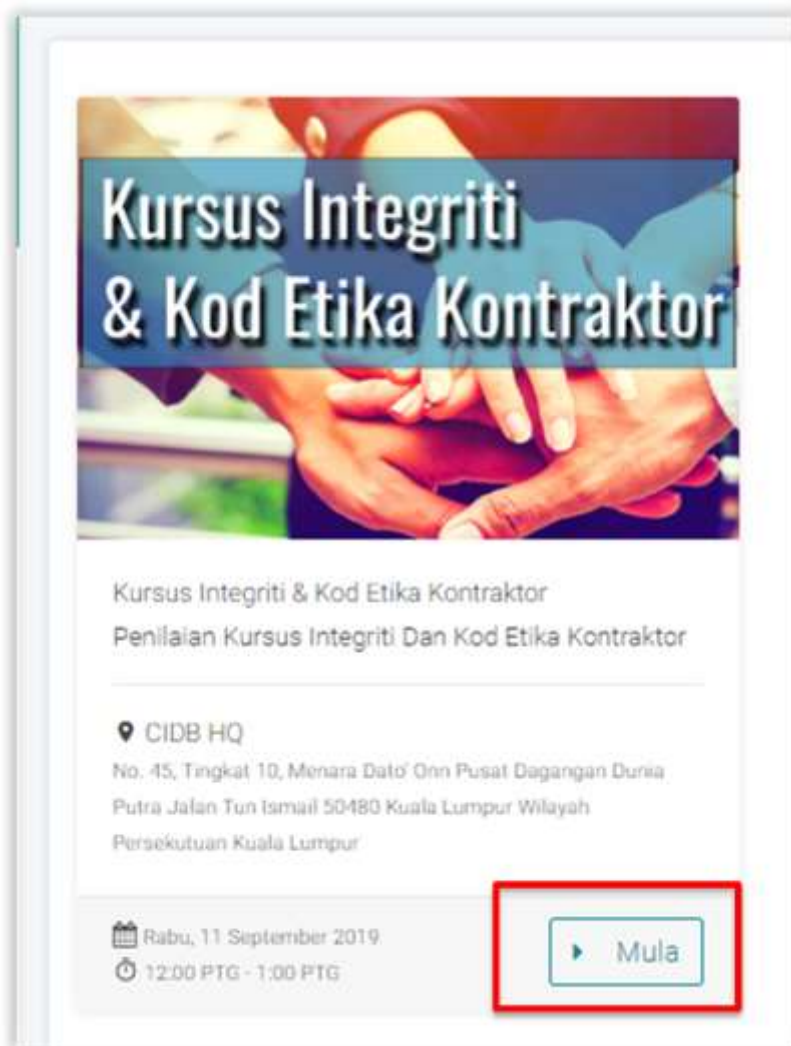 Kursus Integriti
& Kod Etika Kontraktor
Kursus Integriti & Kod Etika Kontraktor
Penilaian Kursus Integriti Dan Kod Etika Kontraktor
CIDB HQ
No. 45, Tingkat 10, Menara Dato' Onn Pusat Dagangan Dunia
Putra Jalan Tun Ismail 50480 Kuala Lumpur Wilayah
Persekutuan Kuala Lumpur
Rabu, 11 September 2019
12:00 PTG - 1:00 PTG
Mula